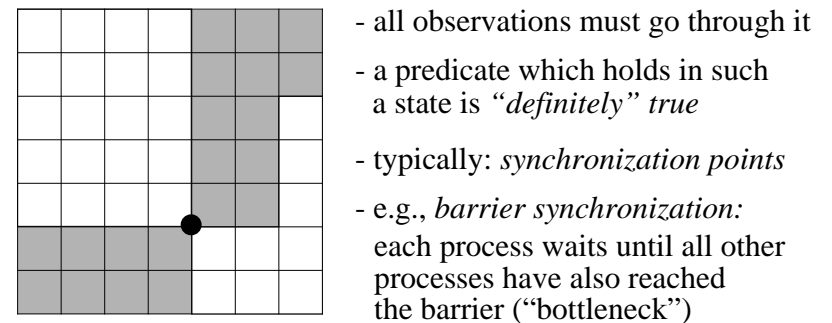 - all observations must go through it
- a predicate which holds in such
a state is “definitely” true
- typically: synchronization points
- e.g., barrier synchronization:
each process waits until all other
processes have also reached
the barrier (“bottleneck”)